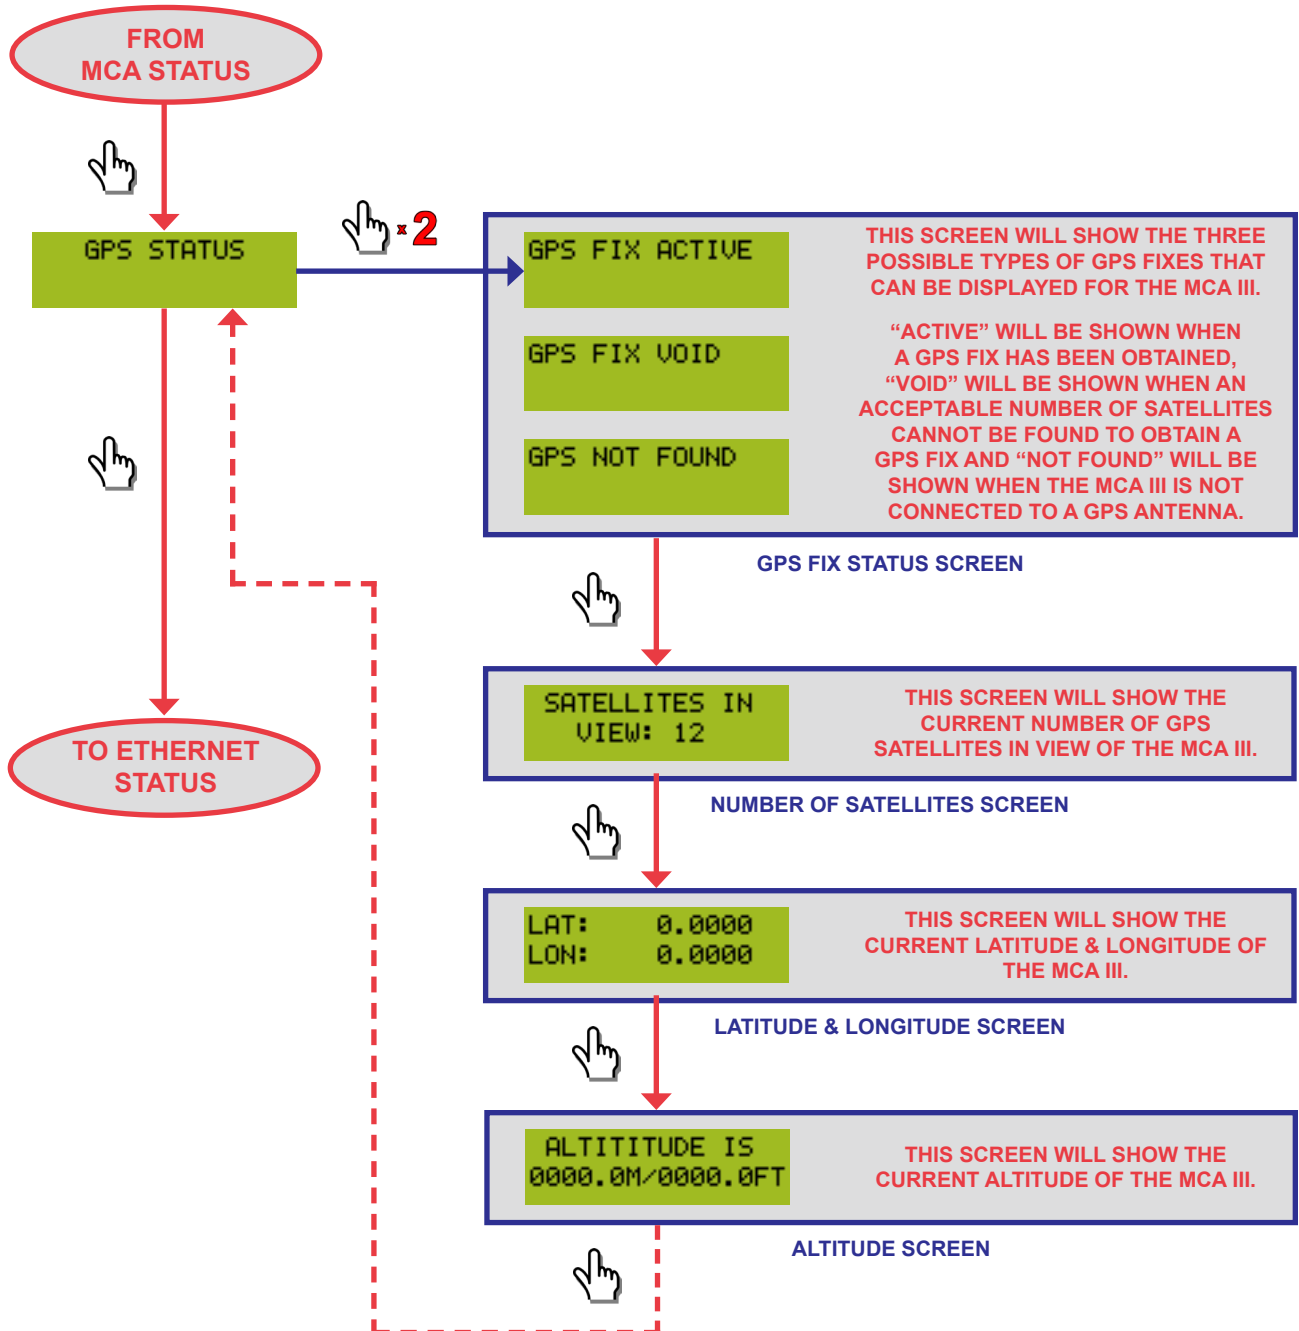 FROM
MCA STATUS
GPS STATUS
x 2
GPS FIX ACTIVE
GPS FIX VOID
GPS NOT FOUND
THIS SCREEN WILL SHOW THE THREE
POSSIBLE TYPES OF GPS FIXES THAT
CAN BE DISPLAYED FOR THE MCA III.
“ACTIVE” WILL BE SHOWN WHEN
A GPS FIX HAS BEEN OBTAINED,
“VOID” WILL BE SHOWN WHEN AN
ACCEPTABLE NUMBER OF SATELLITES
CANNOT BE FOUND TO OBTAIN A
GPS FIX AND “NOT FOUND” WILL BE
SHOWN WHEN THE MCA III IS NOT
CONNECTED TO A GPS ANTENNA.
GPS FIX STATUS SCREEN
TO ETHERNET
STATUS
SATELLITES IN
VIEW: 12
THIS SCREEN WILL SHOW THE
CURRENT NUMBER OF GPS
SATELLITES IN VIEW OF THE MCA III.
NUMBER OF SATELLITES SCREEN
LAT: 0.0000
LON: 0.0000
THIS SCREEN WILL SHOW THE
CURRENT LATITUDE & LONGITUDE OF
THE MCA III.
LATITUDE & LONGITUDE SCREEN
ALTITITUDE IS
0000.0M/0000.0FT
THIS SCREEN WILL SHOW THE
CURRENT ALTITUDE OF THE MCA III.
ALTITUDE SCREEN